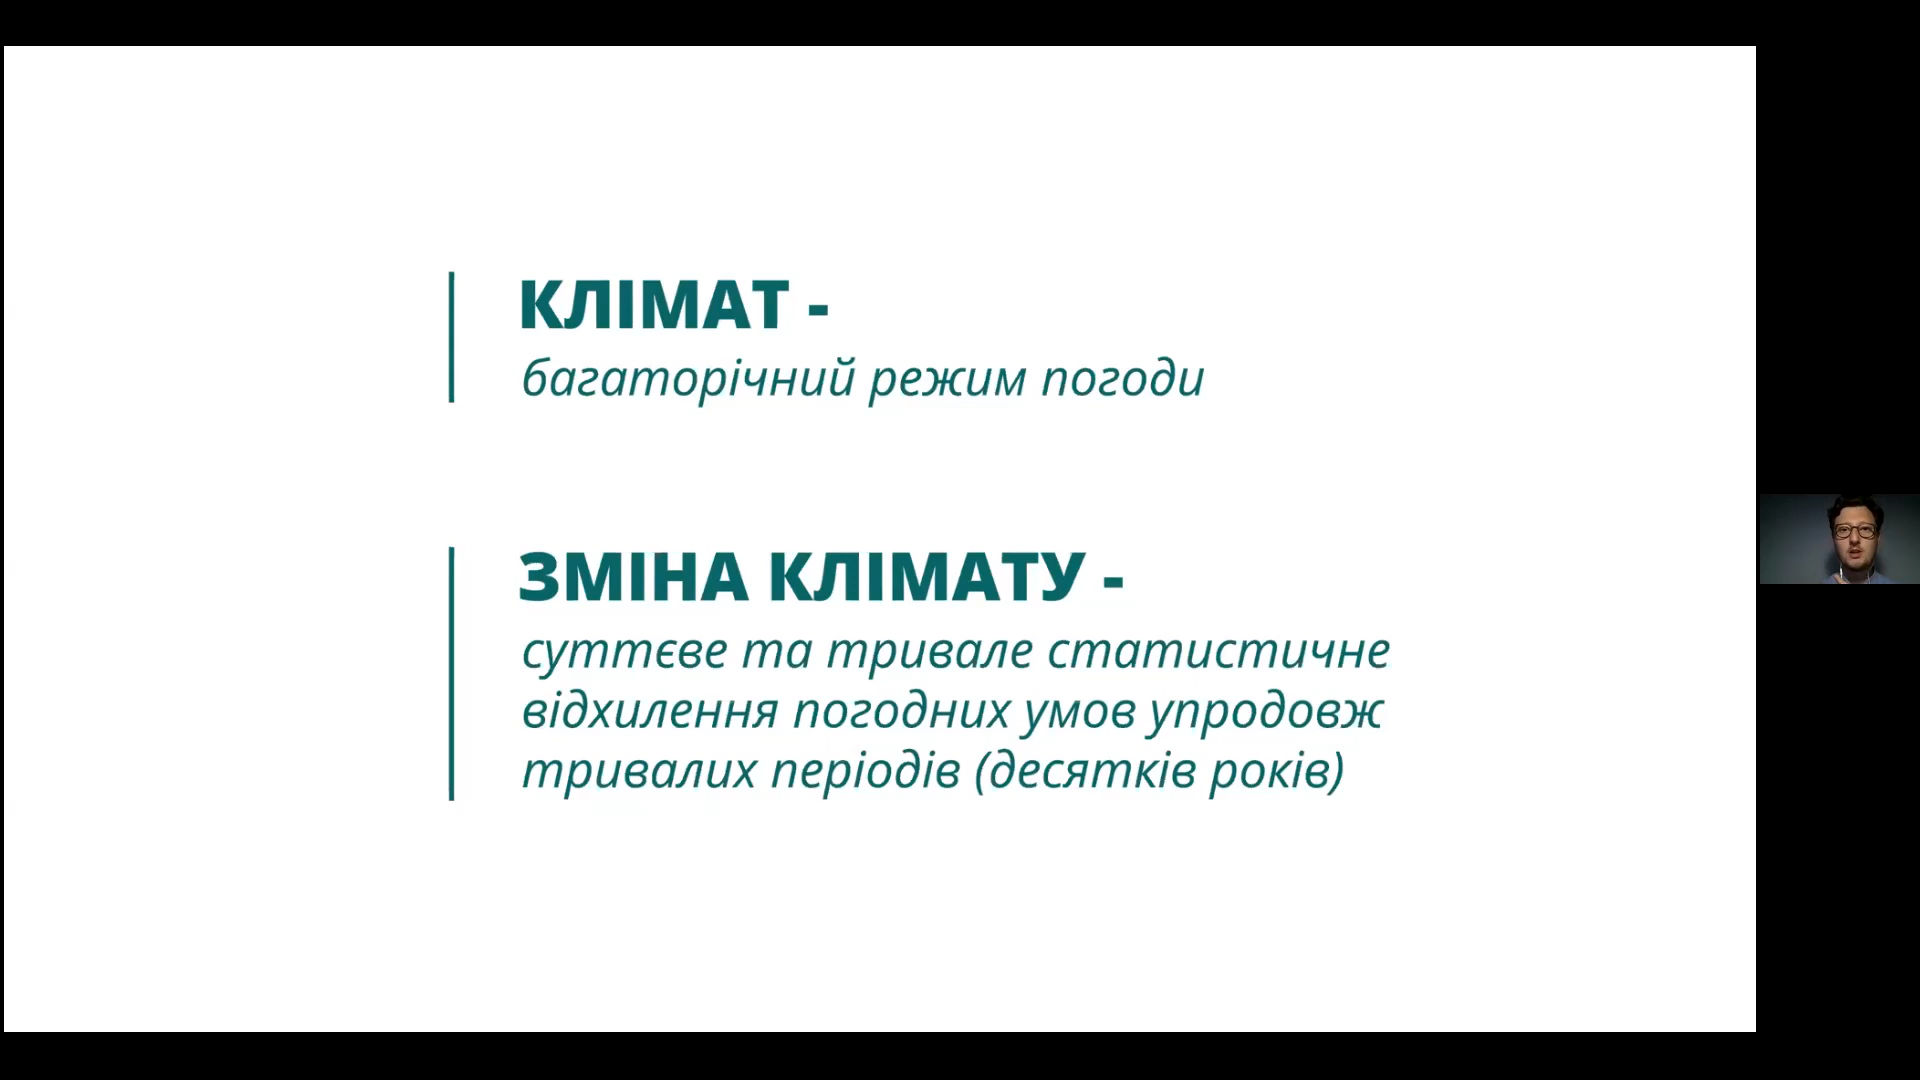 КЛІМАТ -
багаторічний режим погоди
ЗМІНА КЛІМАТУ -
суттєве та тривале статистичне
відхилення погодних умов упродовж
тривалих періодів (десятків років)